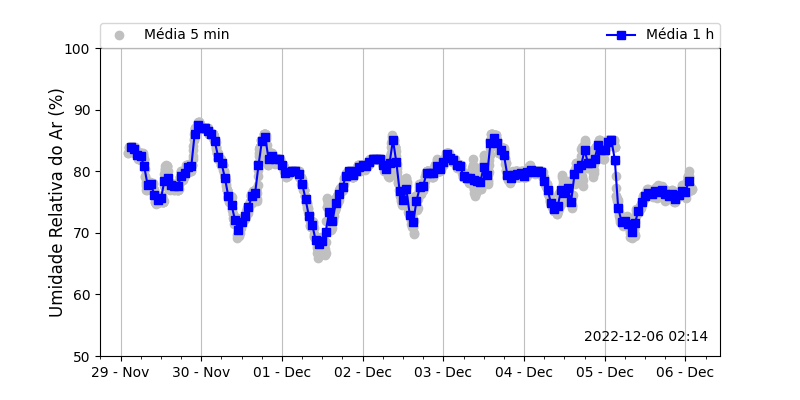 Média 5 min
Média 1 h
Umidade Relativa do Ar (%)
100
90
80
70
60
50
2022-12-06 02:14
29 - Nov
30 - Nov
01 - Dec
02 - Dec
03 - Dec
04 - Dec
05 - Dec
06 - Dec